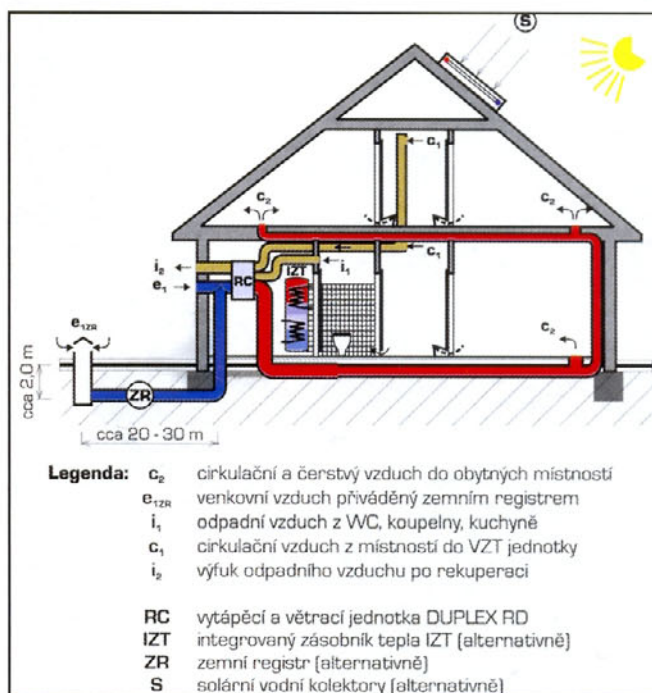 S
c₁
c₂
c₂
i₂
e₁
RC
IZT
i₁
c₁
c₂
e₁ZR
cca 2,0 m
ZR
cca 20 - 30 m
Legenda: c₂ cirkulační a čerstvý vzduch do obytných místností
e₁ZR venkovní vzduch přiváděný zemním registrem
i₁ odpadní vzduch z WC, koupelny, kuchyně
c₁ cirkulační vzduch z místností do VZT jednotky
i₂ výfuk odpadního vzduchu po rekuperaci
RC vytápěcí a větrací jednotka DUPLEX RD
IZT integrovaný zásobník tepla IZT (alternativně)
ZR zemní registr (alternativně)
S solární vodní kolektory (alternativně)